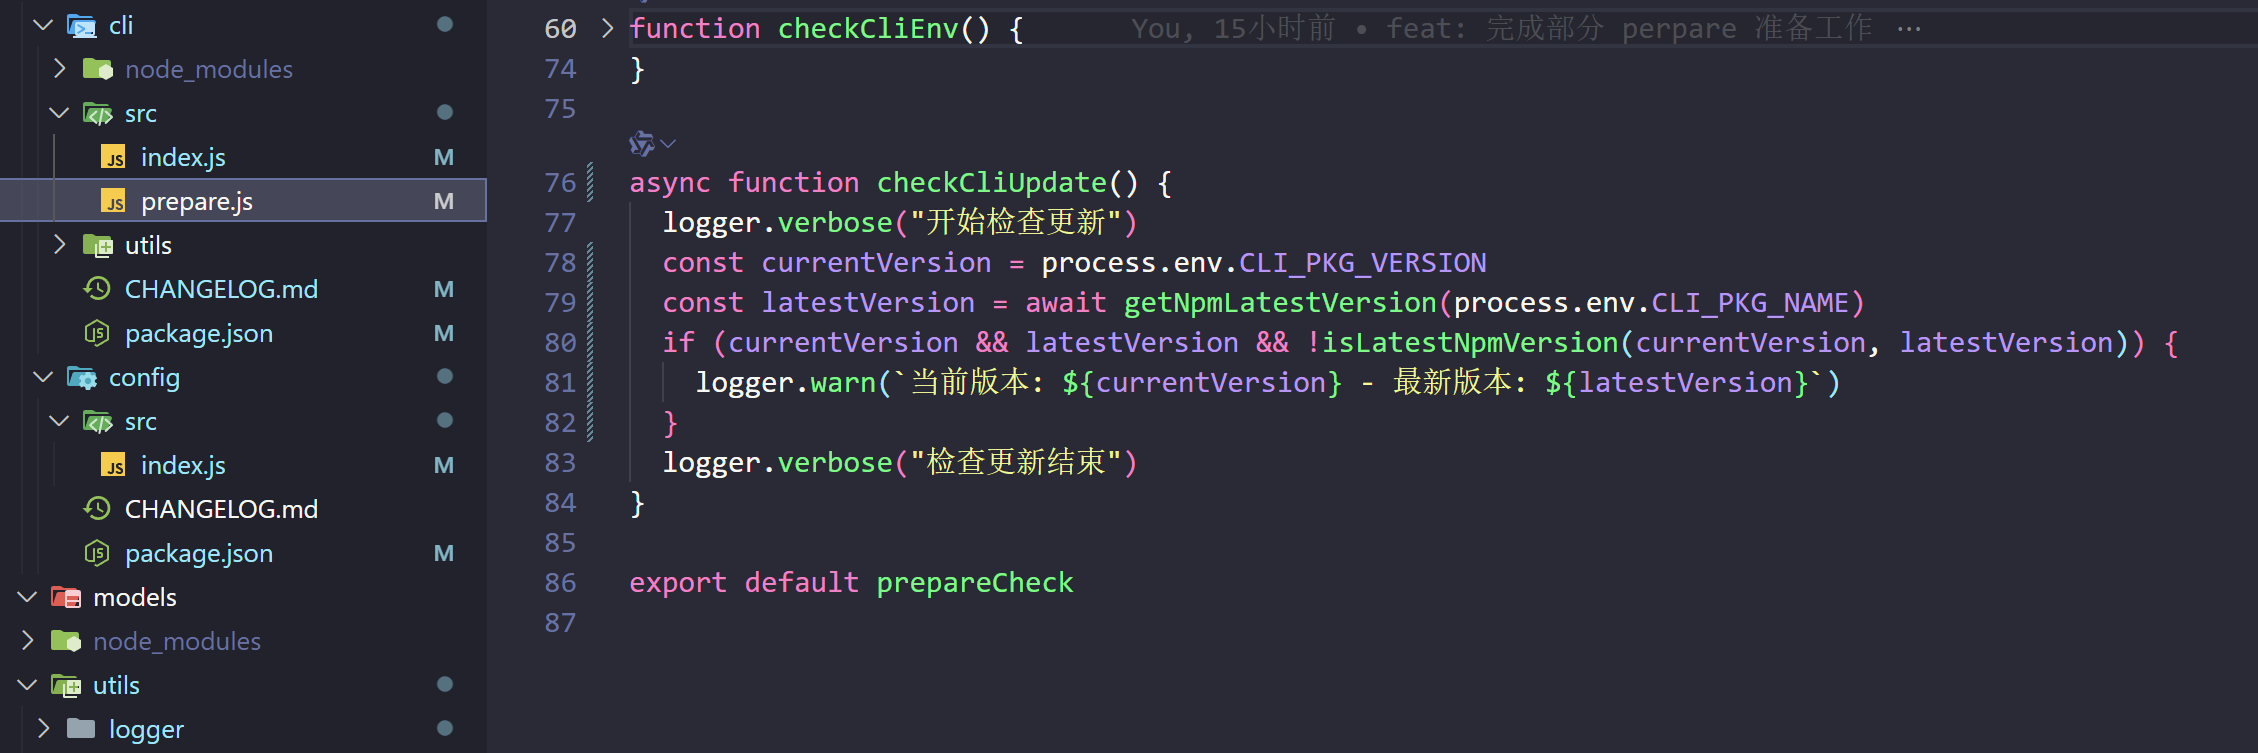 cli
node_modules
src
index.js M
prepare.js M
utils
CHANGELOG.md M
package.json M
config
src
index.js M
CHANGELOG.md
package.json M
models
node_modules
utils
logger
60 function checkCliEnv() { You, 15小时前 • feat: 完成部分 perpare 准备工作 ···
74 }
75
76 async function checkCliUpdate() {
77 logger.verbose("开始检查更新")
78 const currentVersion = process.env.CLI_PKG_VERSION
79 const latestVersion = await getNpmLatestVersion(process.env.CLI_PKG_NAME)
80 if (currentVersion && latestVersion && !isLatestNpmVersion(currentVersion, latestVersion)) {
81 logger.warn(`当前版本: ${currentVersion} - 最新版本: ${latestVersion}`)
82 }
83 logger.verbose("检查更新结束")
84 }
85
86 export default prepareCheck
87